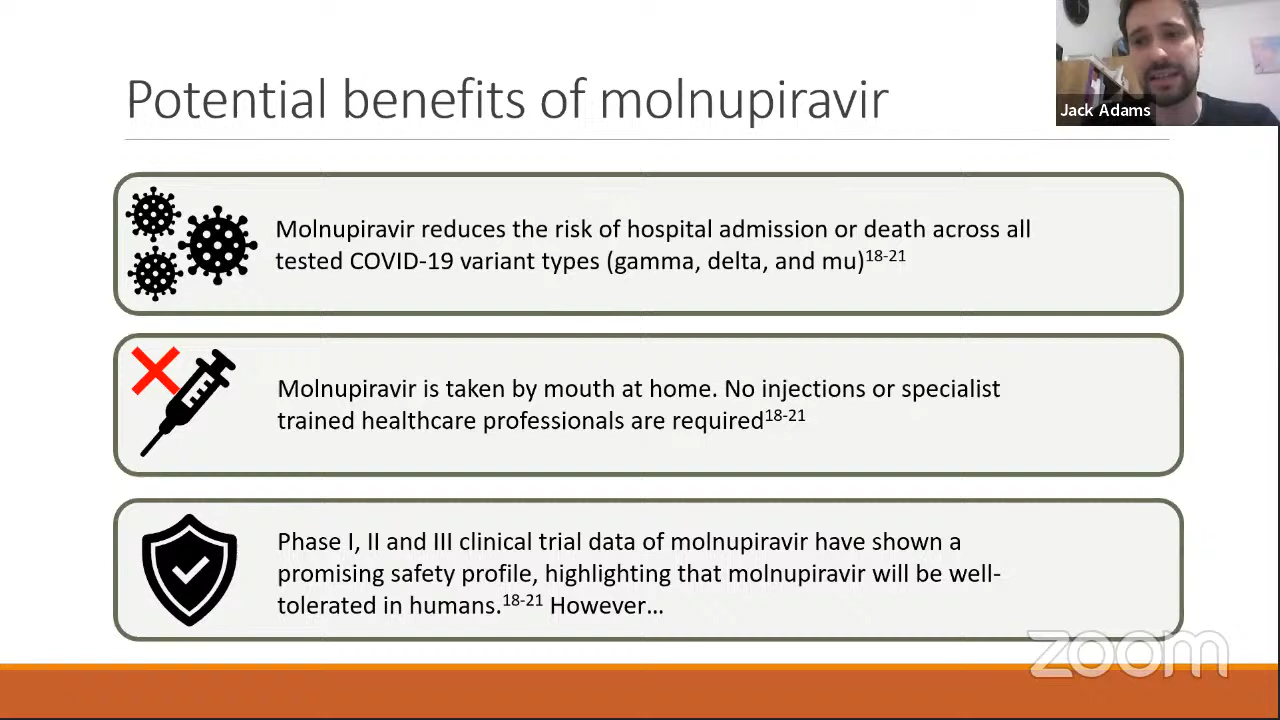 Potential benefits of molnupiravir
Jack Adams
Molnupiravir reduces the risk of hospital admission or death across all
tested COVID-19 variant types (gamma, delta, and mu)18-21
Molnupiravir is taken by mouth at home. No injections or specialist
trained healthcare professionals are required18-21
Phase I, II and III clinical trial data of molnupiravir have shown a
promising safety profile, highlighting that molnupiravir will be well-
tolerated in humans.18-21 However…
zoom